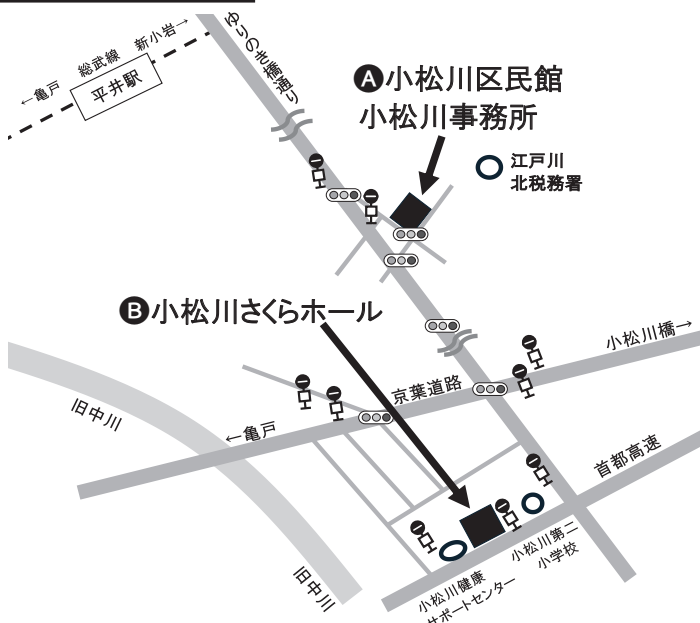 ←亀戸 総武線 新小岩→
平井駅
ゆりのき橋通り
A小松川区民館
小松川事務所
江戸川
北税務署
B小松川さくらホール
小松川橋→
京葉道路
←亀戸
旧中川
首都高速
小松川第二
小学校
小松川健康
サポートセンター
旧中川